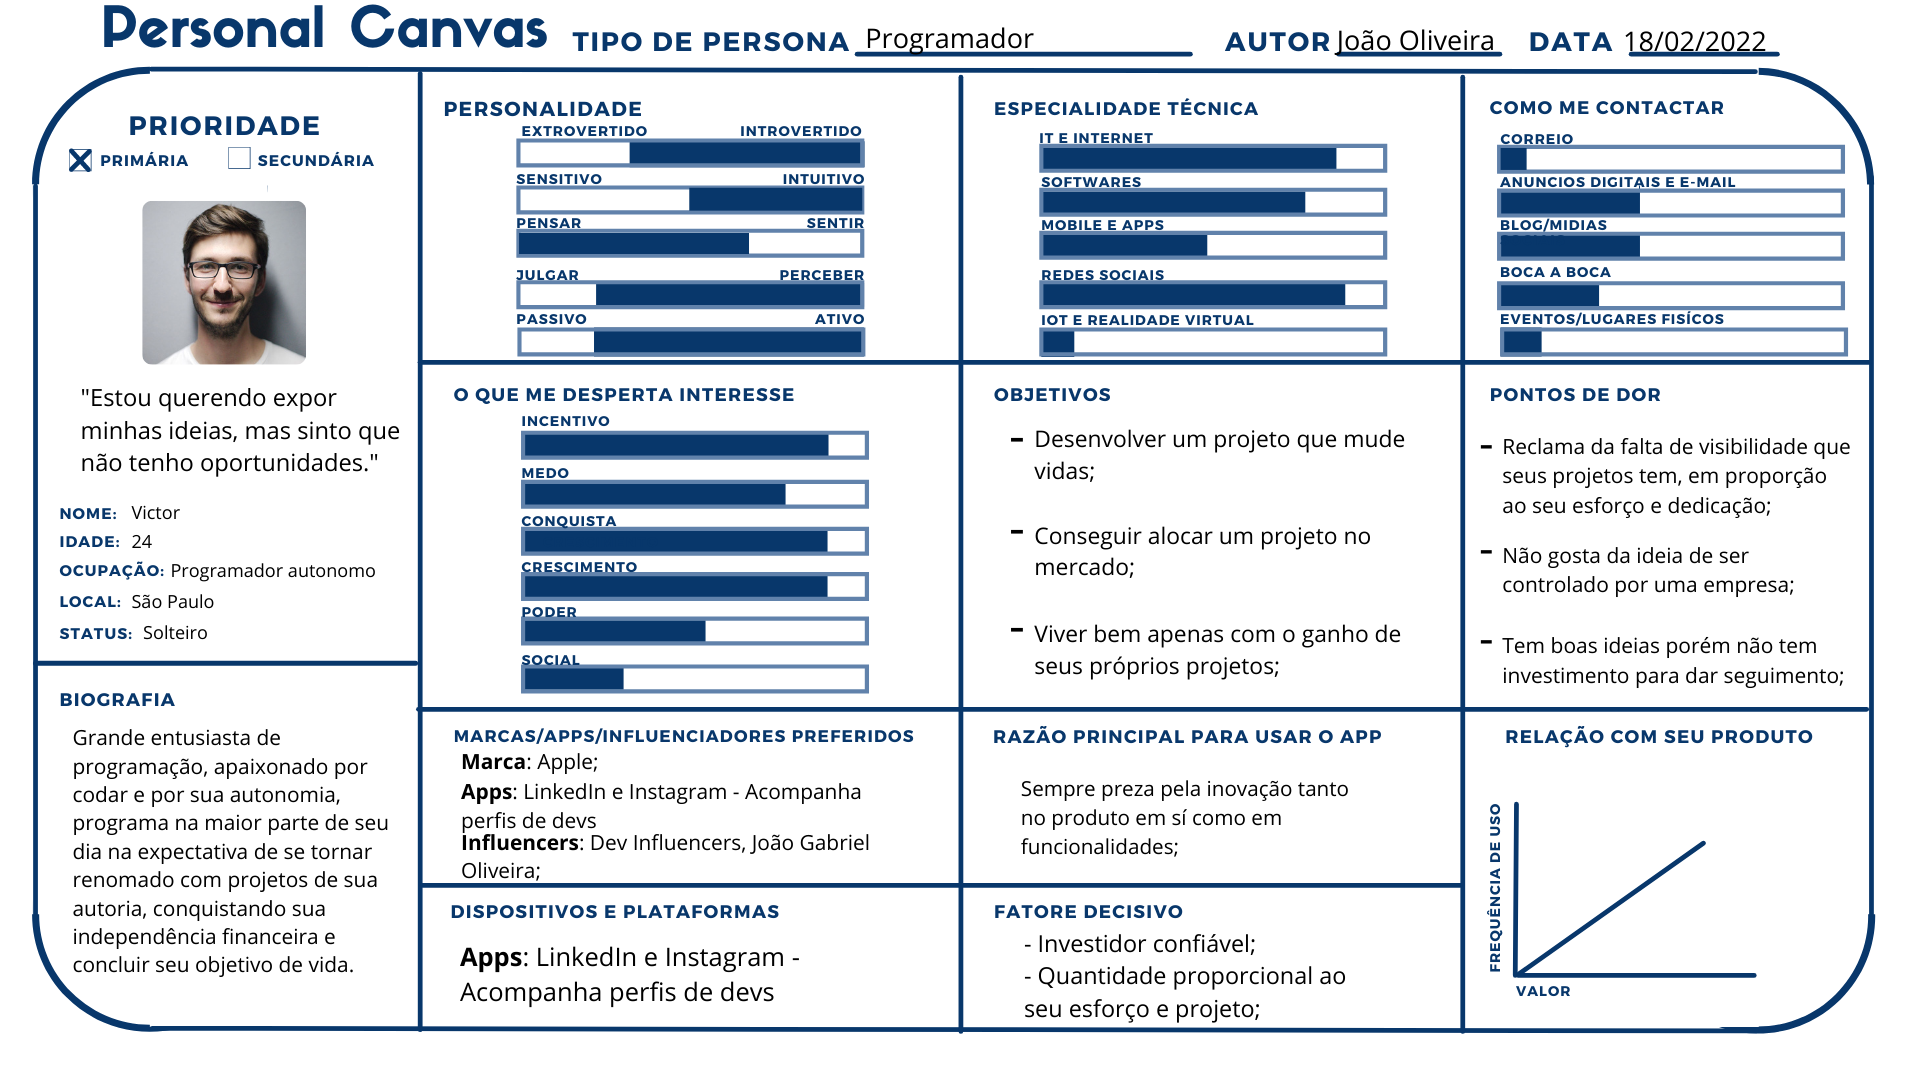 Personal Canvas
TIPO DE PERSONA Programador
AUTOR João Oliveira
DATA 18/02/2022
PRIORIDADE
PRIMÁRIA SECUNDÁRIA
"Estou querendo expor
minhas ideias, mas sinto que
não tenho oportunidades."
NOME: Victor
IDADE: 24
OCUPAÇÃO: Programador autonomo
LOCAL: São Paulo
STATUS: Solteiro
BIOGRAFIA
Grande entusiasta de
programação, apaixonado por
codar e por sua autonomia,
programa na maior parte de seu
dia na expectativa de se tornar
renomado com projetos de sua
autoria, conquistando sua
independência financeira e
concluir seu objetivo de vida.
PERSONALIDADE
EXTROVERTIDO INTROVERTIDO
SENSITIVO INTUITIVO
PENSAR SENTIR
JULGAR PERCEBER
PASSIVO ATIVO
ESPECIALIDADE TÉCNICA
IT E INTERNET
SOFTWARES
MOBILE E APPS
REDES SOCIAIS
IOT E REALIDADE VIRTUAL
COMO ME CONTACTAR
CORREIO
ANUNCIOS DIGITAIS E E-MAIL
BLOG/MIDIAS
BOCA A BOCA
EVENTOS/LUGARES FISÍCOS
O QUE ME DESPERTA INTERESSE
INCENTIVO
MEDO
CONQUISTA
CRESCIMENTO
PODER
SOCIAL
OBJETIVOS
- Desenvolver um projeto que mude
vidas;
- Conseguir alocar um projeto no
mercado;
- Viver bem apenas com o ganho de
seus próprios projetos;
PONTOS DE DOR
- Reclama da falta de visibilidade que
seus projetos tem, em proporção
ao seu esforço e dedicação;
- Não gosta da ideia de ser
controlado por uma empresa;
- Tem boas ideias porém não tem
investimento para dar seguimento;
MARCAS/APPS/INFLUENCIADORES PREFERIDOS
Marca: Apple;
Apps: LinkedIn e Instagram - Acompanha
perfis de devs
Influencers: Dev Influencers, João Gabriel
Oliveira;
RAZÃO PRINCIPAL PARA USAR O APP
Sempre preza pela inovação tanto
no produto em sí como em
funcionalidades;
RELAÇÃO COM SEU PRODUTO
FREQUÊNCIA DE USO
VALOR
DISPOSITIVOS E PLATAFORMAS
Apps: LinkedIn e Instagram -
Acompanha perfis de devs
FATORE DECISIVO
- Investidor confiável;
- Quantidade proporcional ao
seu esforço e projeto;